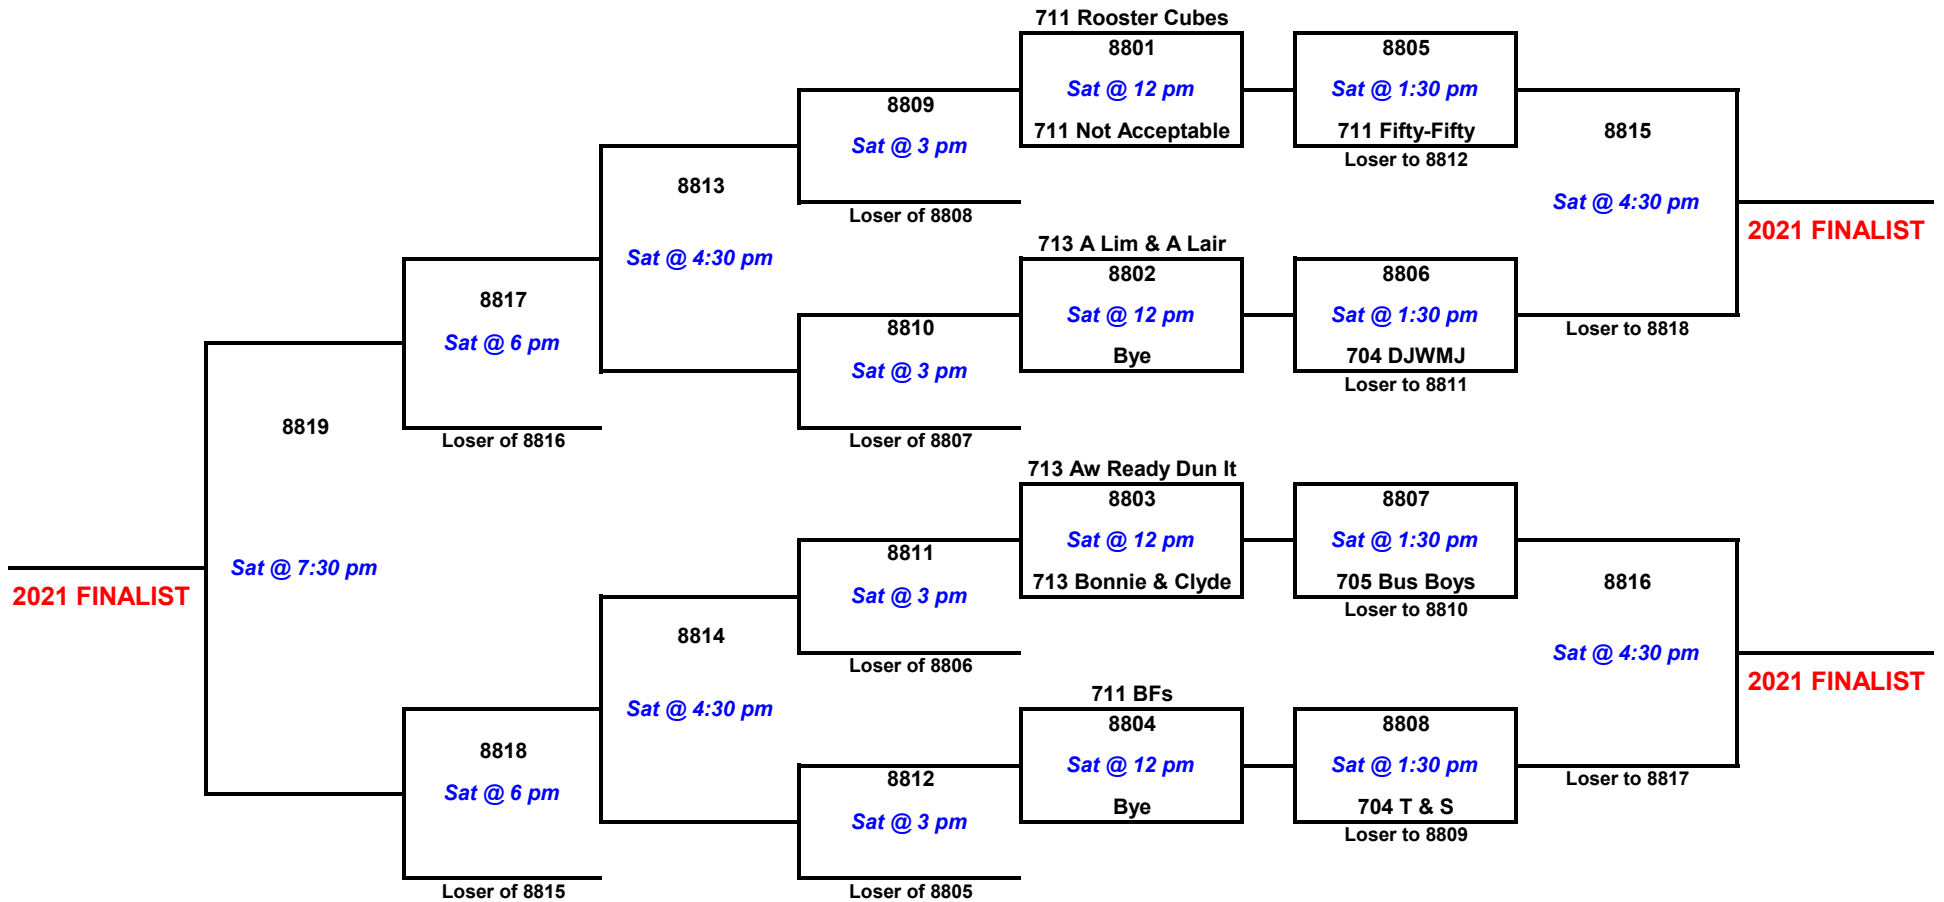 711 Rooster Cubes
8801
8805
Sat @ 12 pm
Sat @ 1:30 pm
8809
711 Not Acceptable
711 Fifty-Fifty
8815
Sat @ 3 pm
Loser to 8812
8813
Sat @ 4:30 pm
Loser of 8808
2021 FINALIST
713 A Lim & A Lair
Sat @ 4:30 pm
8802
8806
8817
Sat @ 12 pm
Sat @ 1:30 pm
8810
Loser to 8818
Sat @ 6 pm
Bye
704 DJWMJ
Sat @ 3 pm
Loser to 8811
8819
Loser of 8816
Loser of 8807
713 Aw Ready Dun It
8803
8807
Sat @ 12 pm
Sat @ 1:30 pm
8811
Sat @ 7:30 pm
713 Bonnie & Clyde
705 Bus Boys
8816
2021 FINALIST
Sat @ 3 pm
Loser to 8810
8814
Sat @ 4:30 pm
Loser of 8806
2021 FINALIST
711 BFs
Sat @ 4:30 pm
8804
8808
8818
Sat @ 12 pm
Sat @ 1:30 pm
8812
Loser to 8817
Sat @ 6 pm
Bye
704 T & S
Sat @ 3 pm
Loser to 8809
Loser of 8815
Loser of 8805